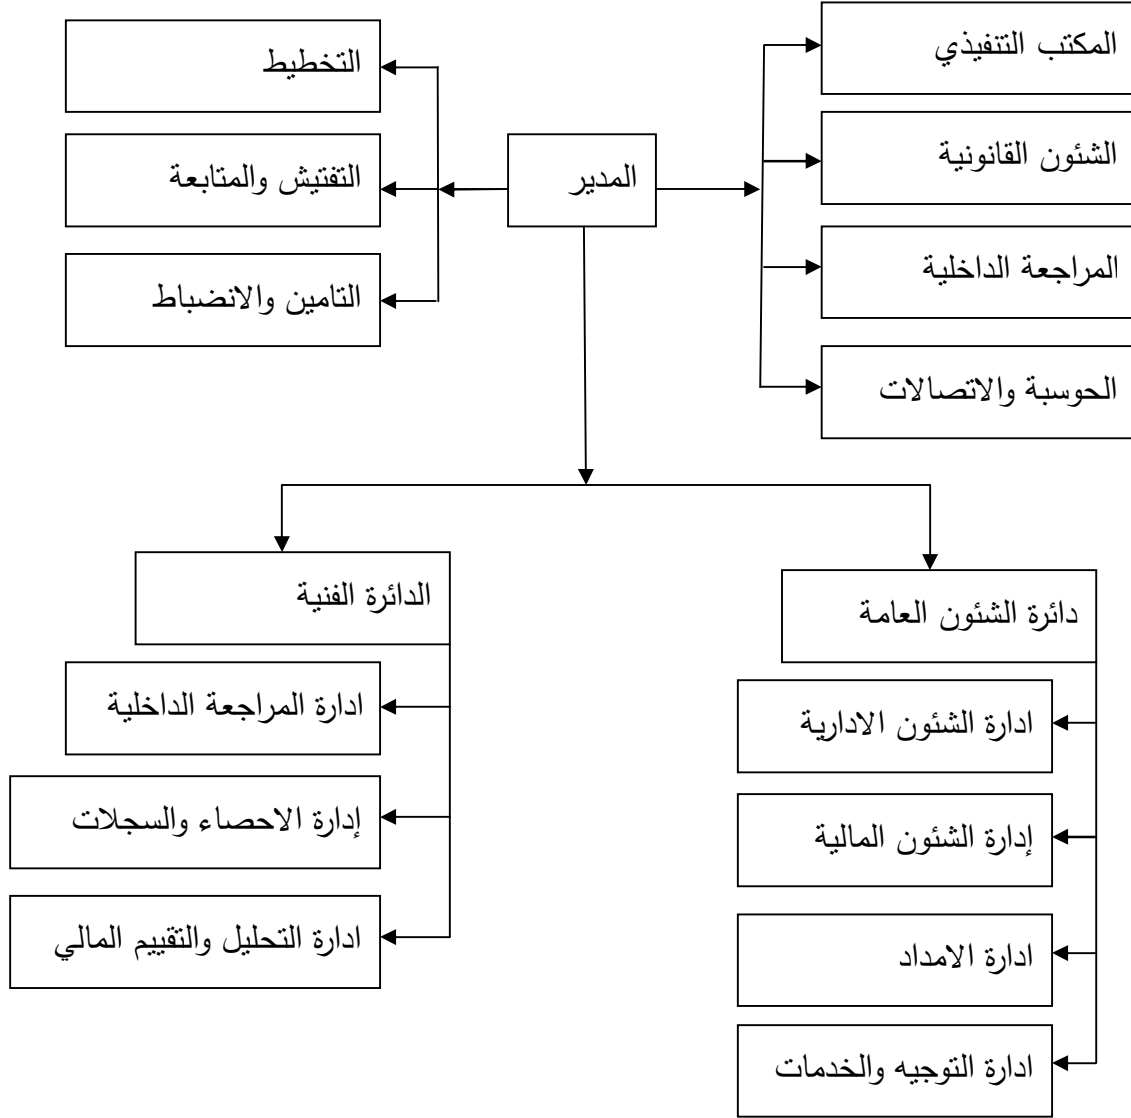 المكتب التنفيذي
التخطيط
الشئون القانونية
المدير
التفتيش والمتابعة
المراجعة الداخلية
التامين والانضباط
الحوسبة والاتصالات
دائرة الشئون العامة
ادارة الشئون الادارية
إدارة الشئون المالية
ادارة الامداد
ادارة التوجيه والخدمات
الدائرة الفنية
ادارة المراجعة الداخلية
إدارة الاحصاء والسجلات
ادارة التحليل والتقييم المالي